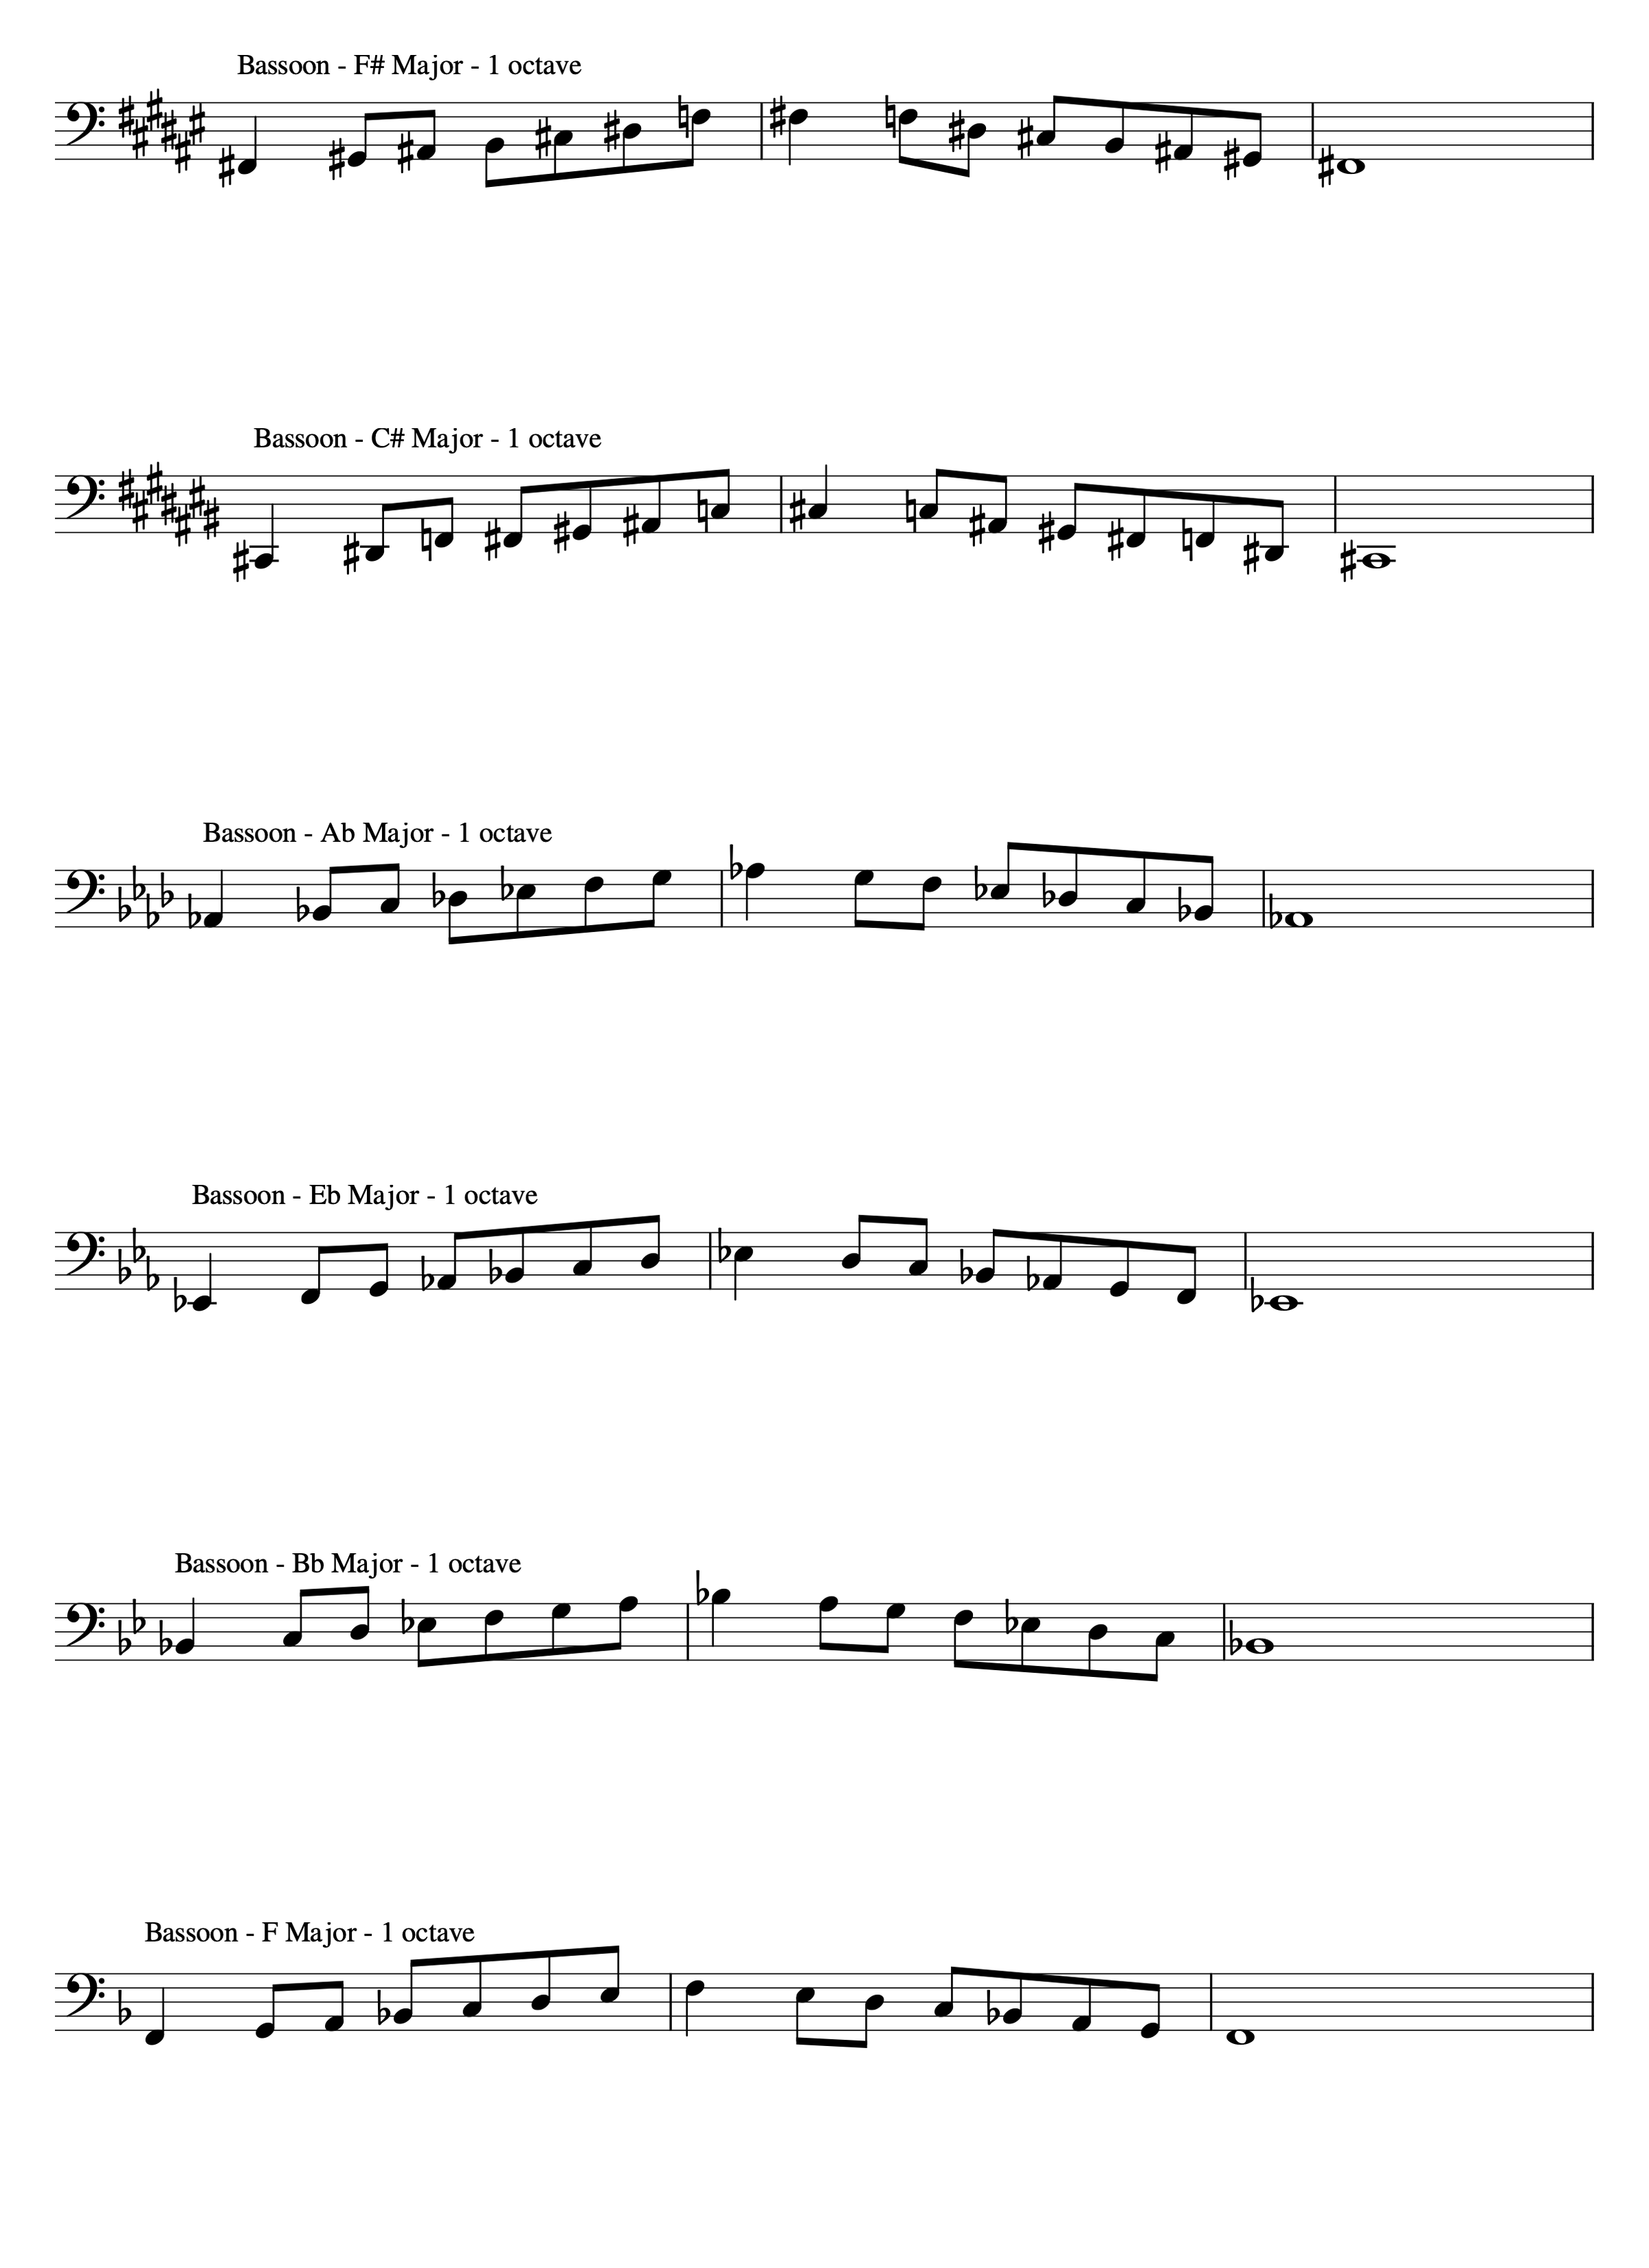 Bassoon - F# Major - 1 octave
Bassoon - C# Major - 1 octave
Bassoon - Ab Major - 1 octave
Bassoon - Eb Major - 1 octave
Bassoon - Bb Major - 1 octave
Bassoon - F Major - 1 octave